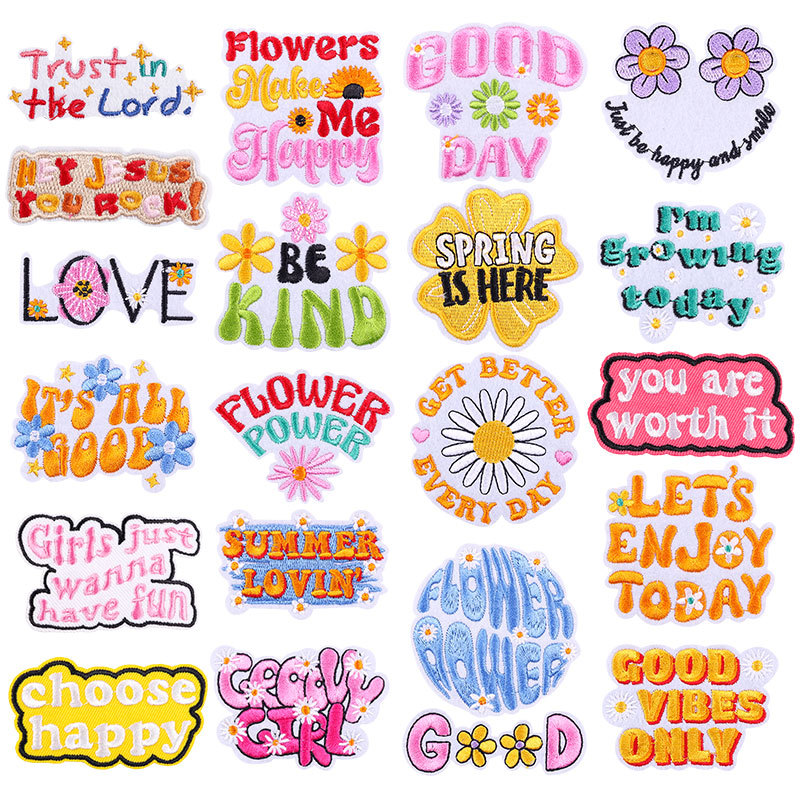 Trust in
the Lord.
HEY JESUS
YOU ROCK!
LOVE
IT'S ALL
GOOD
Girls just
wanna
have fun
choose
happy
Flowers
Make
Me
Happy
BE
KIND
FLOWER
POWER
SUMMER
LOVIN'
GROOVY
GIRL
GOOD
DAY
SPRING
IS HERE
GET BETTER
EVERY DAY
FLOWER
POWER
GOOD
Just be happy and smile
I'm
growing
today
you are
worth it
LET'S
ENJOY
TODAY
GOOD
VIBES
ONLY